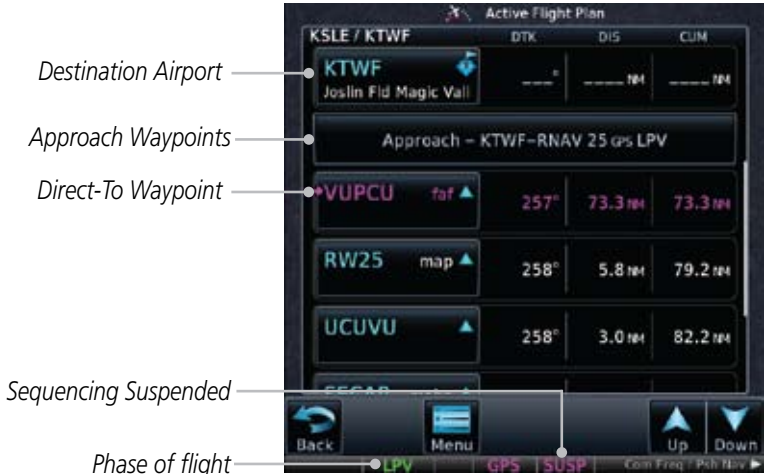 Active Flight Plan
KSLE / KTWF DTK DIS CUM
Destination Airport
KTWF
Joslin Fld Magic Vall
___° ____NM ____NM
Approach Waypoints
Approach – KTWF–RNAV 25 GPS LPV
Direct-To Waypoint
VUPCU faf 257° 73.3NM 73.3NM
RW25 map 258° 5.8NM 79.2NM
UCUVU 258° 3.0NM 82.2NM
Sequencing Suspended
Back Menu Up Down
Phase of flight
LPV GPS SUSP Com Freq / Psh Nav